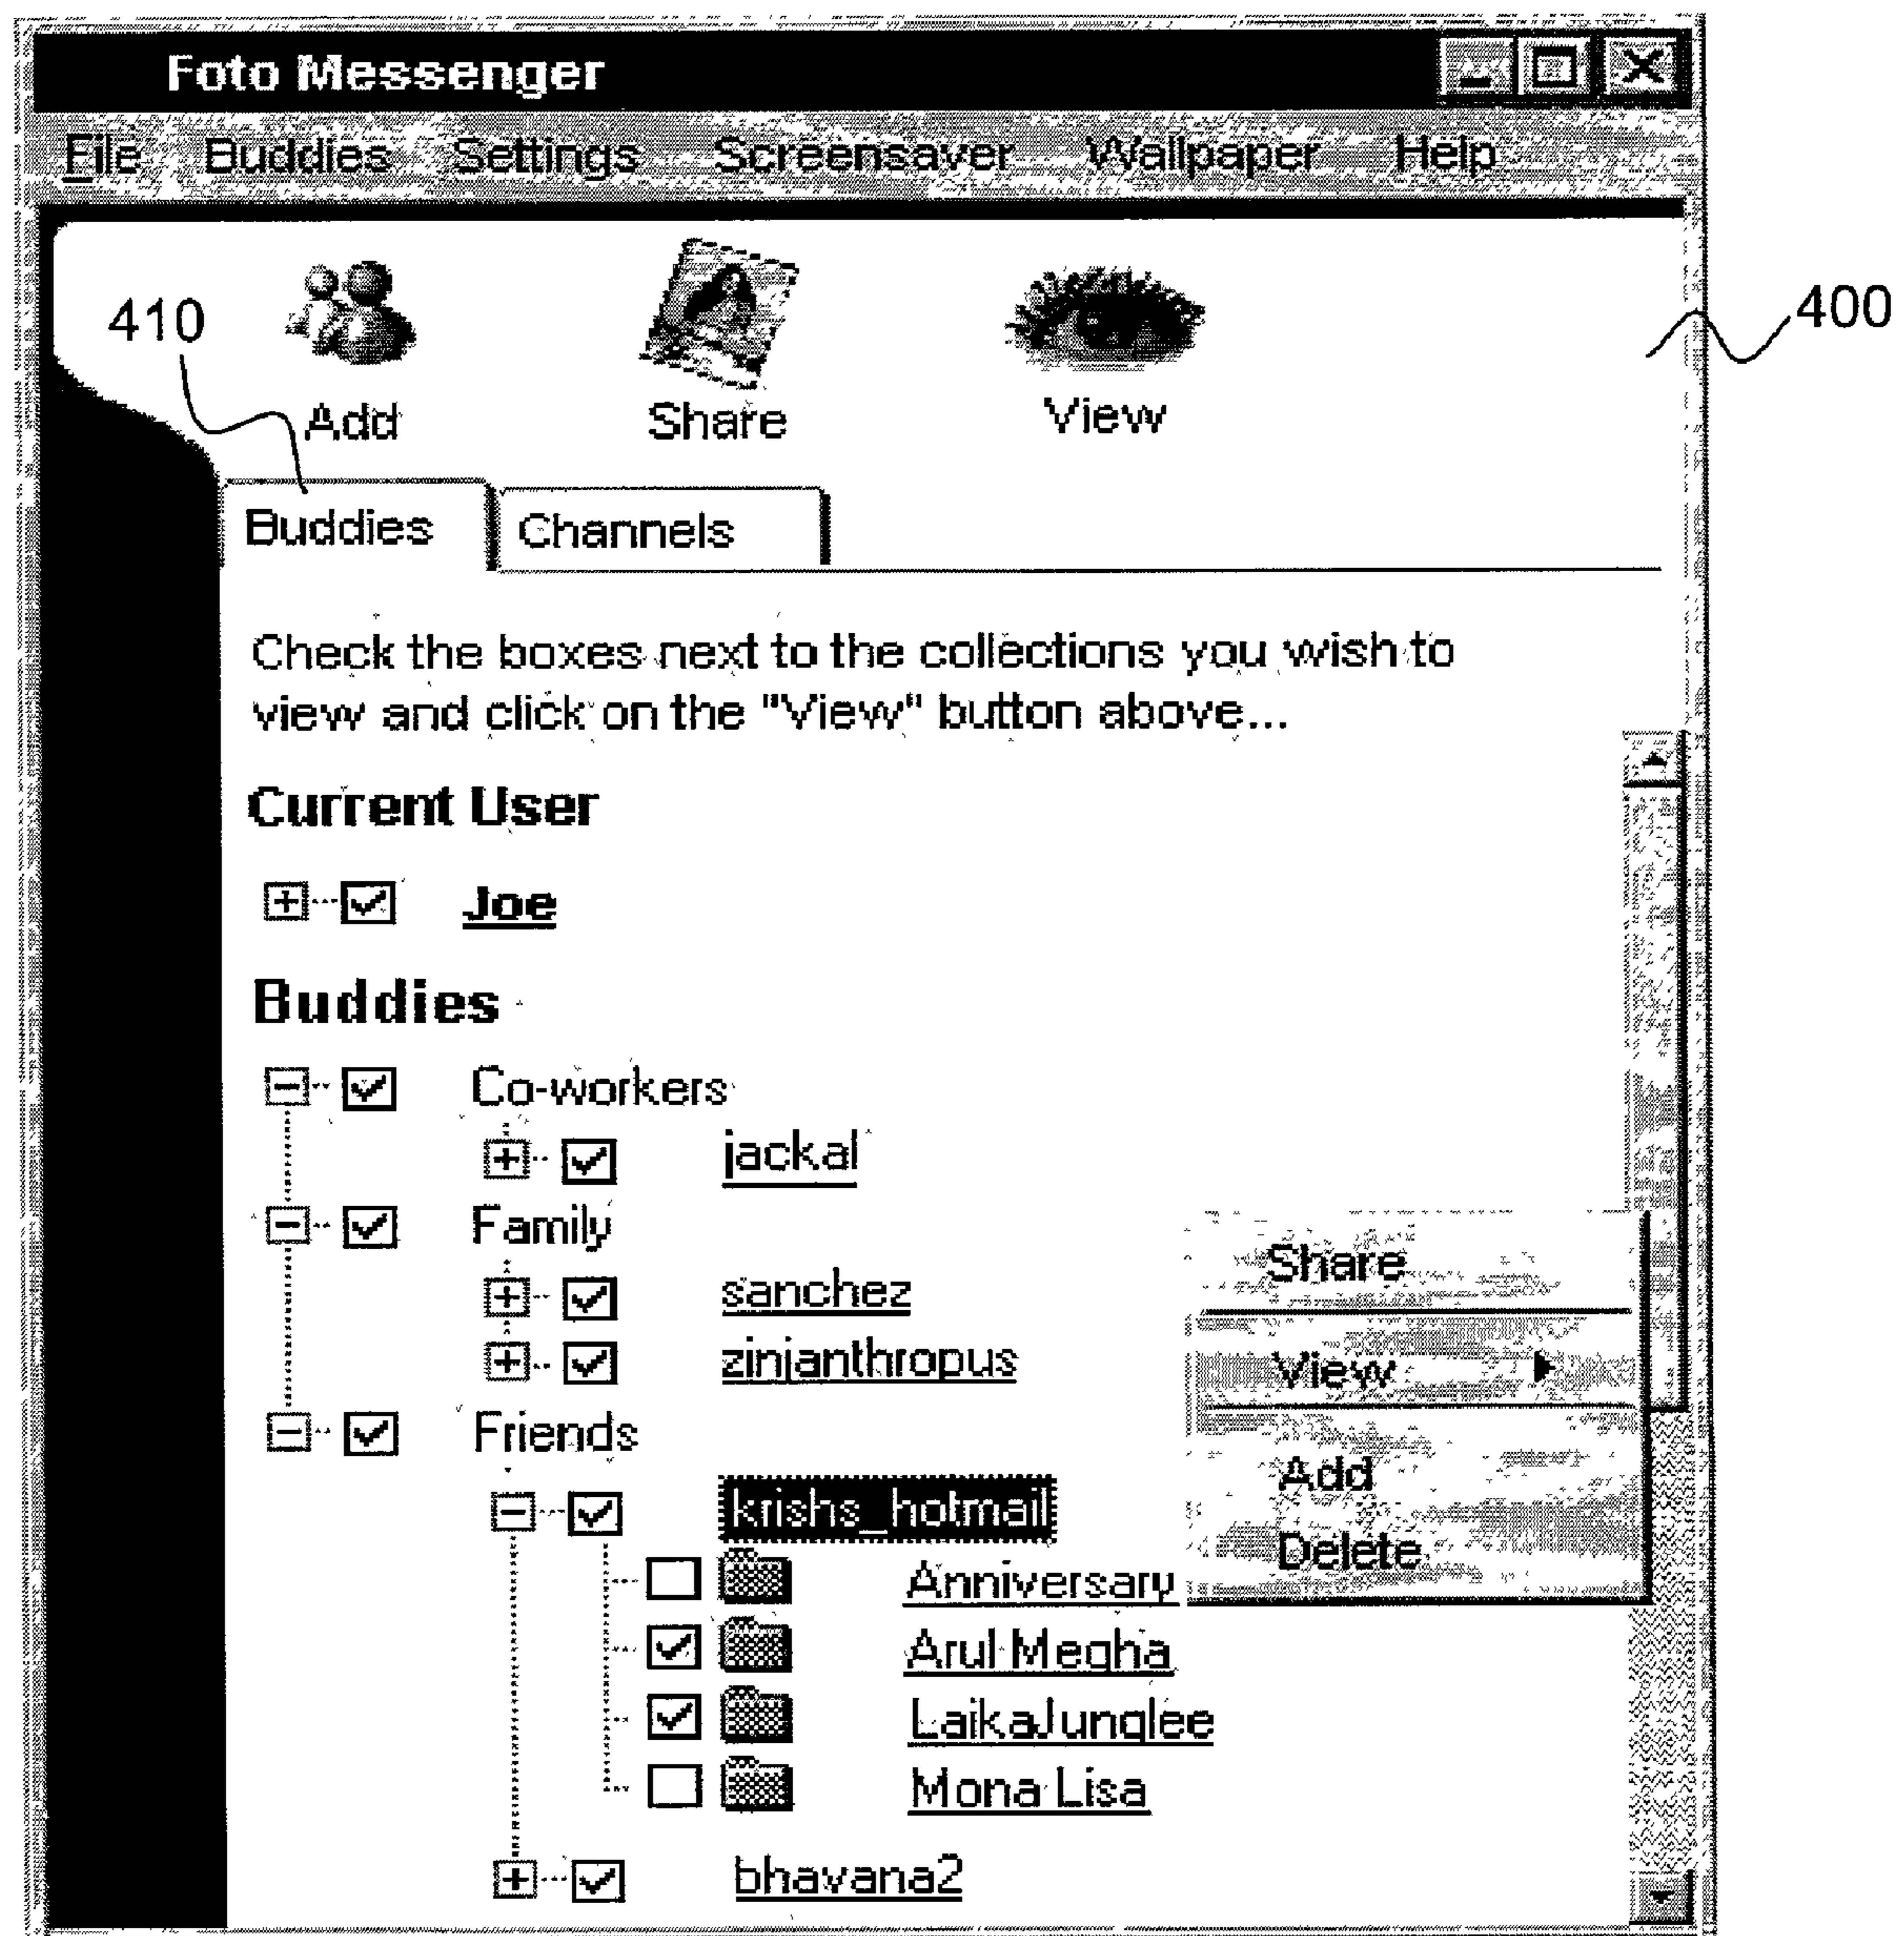 Foto Messenger
File Buddies Settings Screensaver Wallpaper Help
410
400
Add Share View
Buddies Channels
Check the boxes next to the collections you wish to
view and click on the "View" button above...
Current User
Joe
Buddies
Co-workers
jackal
Family
sanchez
zinjanthropus
Friends
krishs_hotmail
Anniversary
Arul Megha
LaikaJunglee
Mona Lisa
bhavana2
Share
View
Add
Delete